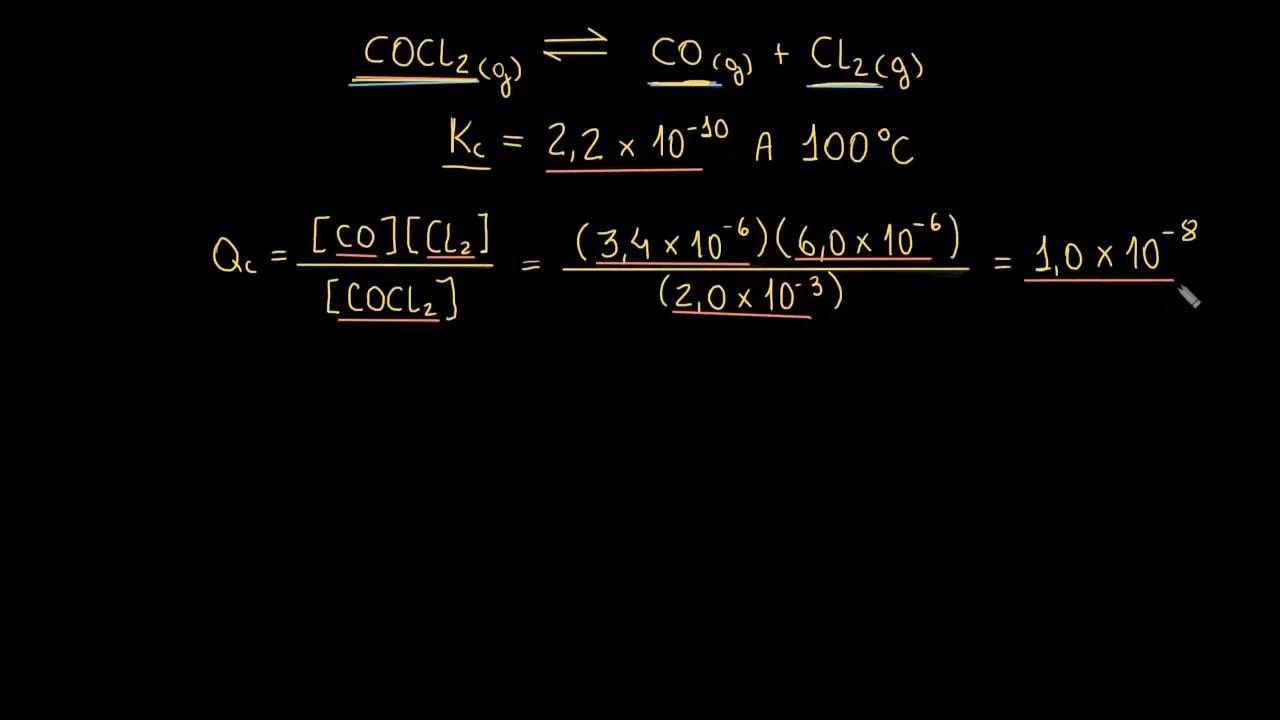 COCl₂(g) ⇌ CO(g) + Cl₂(g)
Kc = 2,2 × 10⁻¹⁰ A 100°C
Qc = [CO][Cl₂] / [COCl₂] = (3,4 × 10⁻⁶)(6,0 × 10⁻⁶) / (2,0 × 10⁻³) = 1,0 × 10⁻⁸